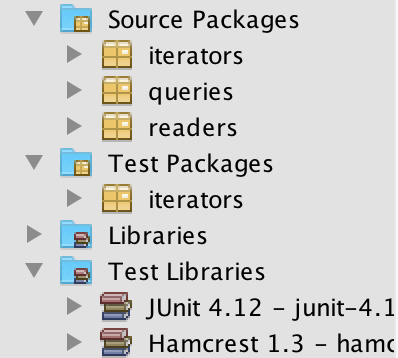 Source Packages
iterators
queries
readers
Test Packages
iterators
Libraries
Test Libraries
JUnit 4.12 – junit-4.1
Hamcrest 1.3 – hamc